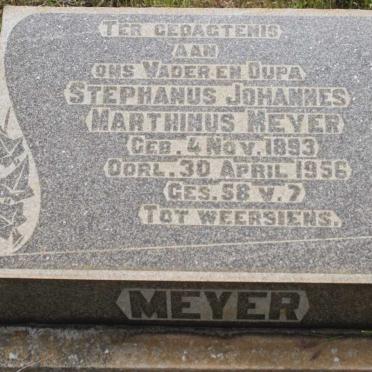 TER GEDAGTENIS
AAN
ONS VADER EN OUPA
STEPHANUS JOHANNES
MARTHINUS MEYER
GEB. 4 NOV. 1893
OORL. 30 APRIL 1956
GES. 58 V. 7
TOT WEERSIENS.
MEYER